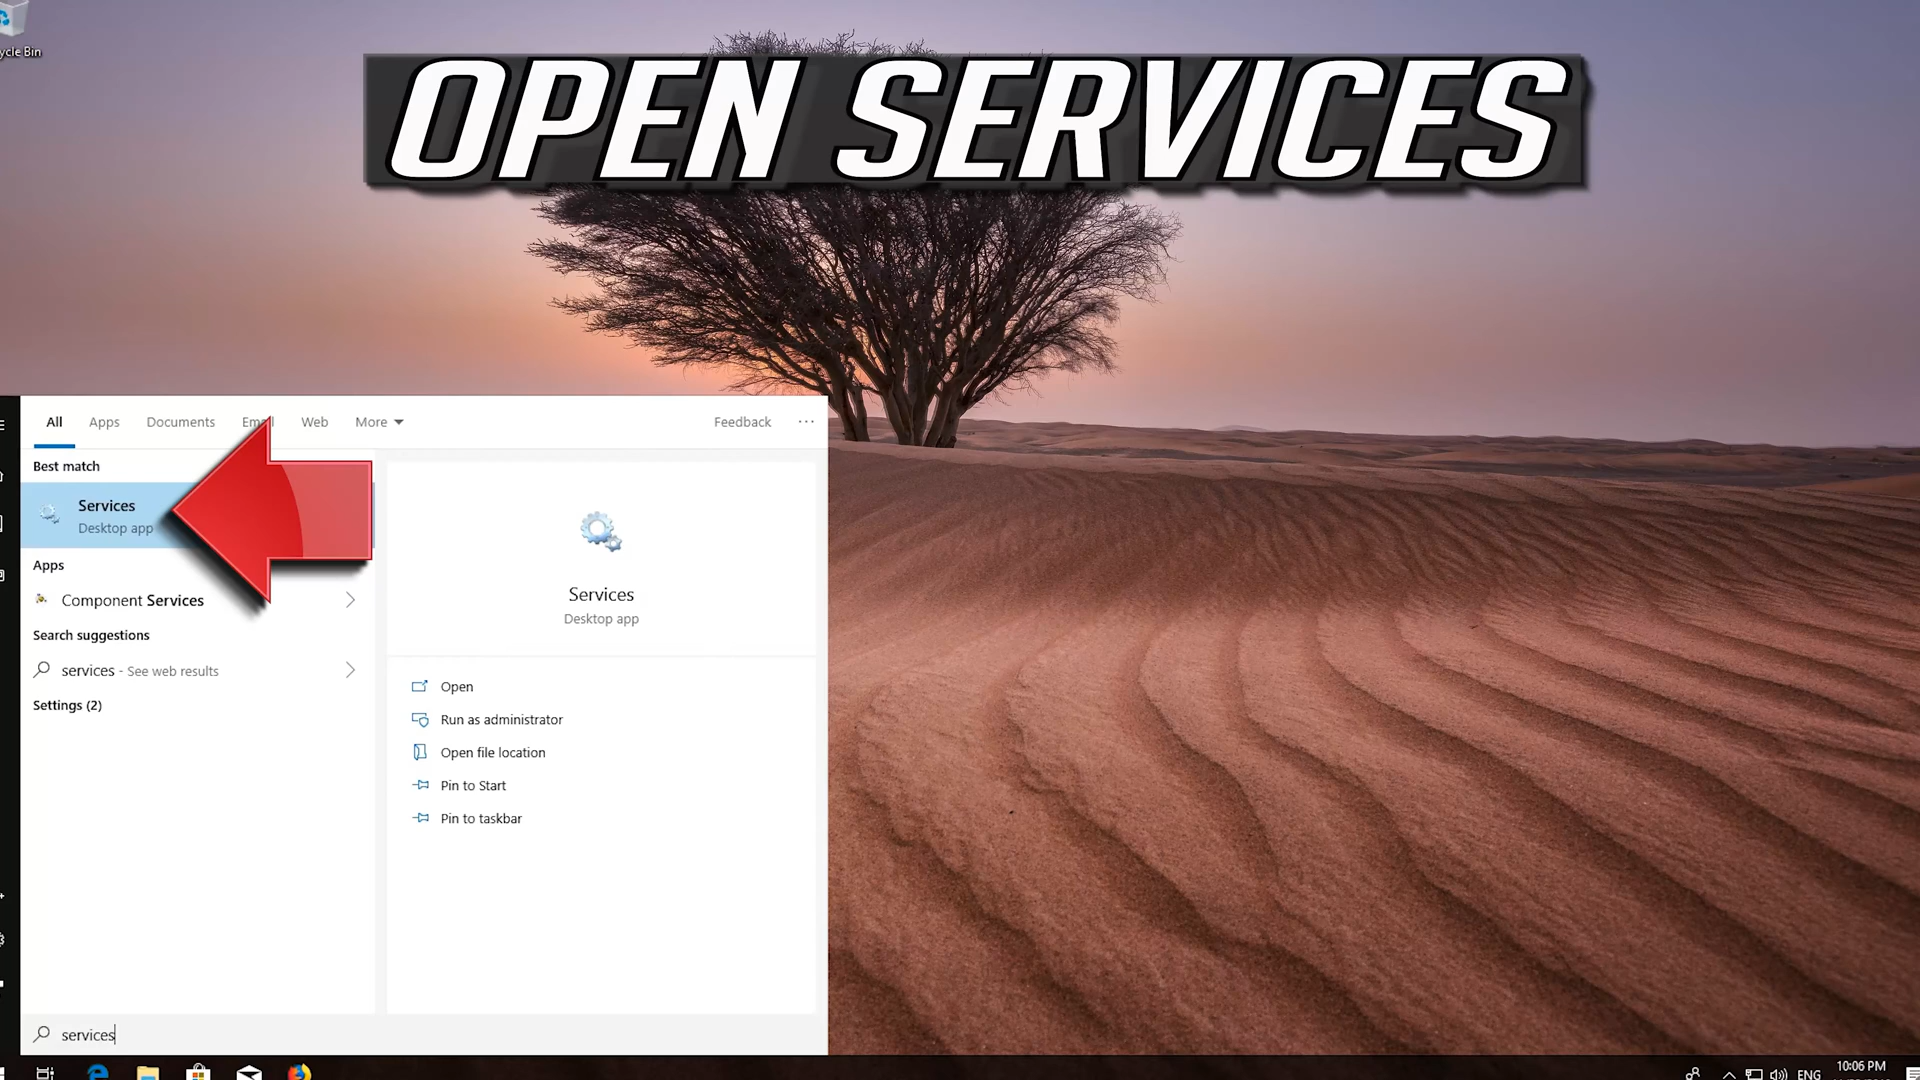 ycle Bin
OPEN SERVICES
All Apps Documents Email Web More Feedback
Best match
Services
Desktop app
Apps
Component Services
Search suggestions
services - See web results
Settings (2)
Services
Desktop app
Open
Run as administrator
Open file location
Pin to Start
Pin to taskbar
services
ENG 10:06 PM